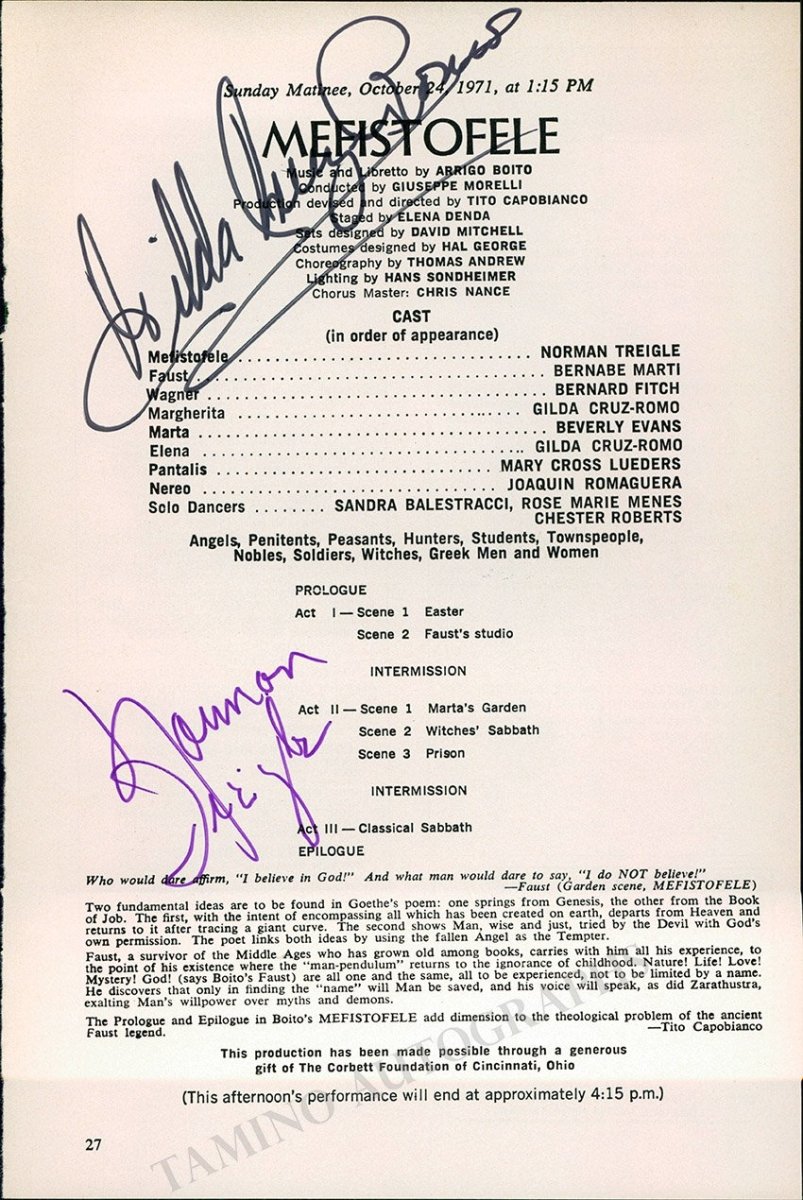 Sunday Matinee, October 24, 1971, at 1:15 PM
MEFISTOFELE
Music and Libretto by ARRIGO BOITO
Conducted by GIUSEPPE MORELLI
Production devised and directed by TITO CAPOBIANCO
Staged by ELENA DENDA
Sets designed by DAVID MITCHELL
Costumes designed by HAL GEORGE
Choreography by THOMAS ANDREW
Lighting by HANS SONDHEIMER
Chorus Master: CHRIS NANCE
Gilda Cruz-Romo
CAST
(in order of appearance)
Mefistofele . . . . . . . . . . . . . . . . . . . . . . . . . . . . . . . . NORMAN TREIGLE
Faust . . . . . . . . . . . . . . . . . . . . . . . . . . . . . . . . . . . . BERNABE MARTI
Wagner . . . . . . . . . . . . . . . . . . . . . . . . . . . . . . . . . . . BERNARD FITCH
Margherita . . . . . . . . . . . . . . . . . . . . . . . . . . . . . GILDA CRUZ-ROMO
Marta . . . . . . . . . . . . . . . . . . . . . . . . . . . . . . . . . . . . BEVERLY EVANS
Elena . . . . . . . . . . . . . . . . . . . . . . . . . . . . . . . . . . GILDA CRUZ-ROMO
Pantalis . . . . . . . . . . . . . . . . . . . . . . . . . . . . MARY CROSS LUEDERS
Nereo . . . . . . . . . . . . . . . . . . . . . . . . . . . . . . JOAQUIN ROMAGUERA
Solo Dancers . . . . . . . . SANDRA BALESTRACCI, ROSE MARIE MENES
CHESTER ROBERTS
Angels, Penitents, Peasants, Hunters, Students, Townspeople,
Nobles, Soldiers, Witches, Greek Men and Women
PROLOGUE
Act I — Scene 1 Easter
Scene 2 Faust's studio
INTERMISSION
Act II — Scene 1 Marta's Garden
Scene 2 Witches' Sabbath
Scene 3 Prison
INTERMISSION
Act III — Classical Sabbath
EPILOGUE
Norman
Treigle
Who would dare affirm, "I believe in God!" And what man would dare to say, "I do NOT believe!"
—Faust (Garden scene, MEFISTOFELE)
Two fundamental ideas are to be found in Goethe's poem: one springs from Genesis, the other from the Book
of Job. The first, with the intent of encompassing all which has been created on earth, departs from Heaven and
returns to it after tracing a giant curve. The second shows Man, wise and just, tried by the Devil with God's
own permission. The poet links both ideas by using the fallen Angel as the Tempter.
Faust, a survivor of the Middle Ages who has grown old among books, carries with him all his experience, to
the point of his existence where the "man-pendulum" returns to the ignorance of childhood. Nature! Life! Love!
Mystery! God! (says Boito's Faust) are all one and the same, all to be experienced, not to be limited by a name.
He discovers that only in finding the "name" will Man be saved, and his voice will speak, as did Zarathustra,
exalting Man's willpower over myths and demons.
The Prologue and Epilogue in Boito's MEFISTOFELE add dimension to the theological problem of the ancient
Faust legend.
—Tito Capobianco
This production has been made possible through a generous
gift of The Corbett Foundation of Cincinnati, Ohio
(This afternoon's performance will end at approximately 4:15 p.m.)
27
TAMINO AUTOGRAPHS